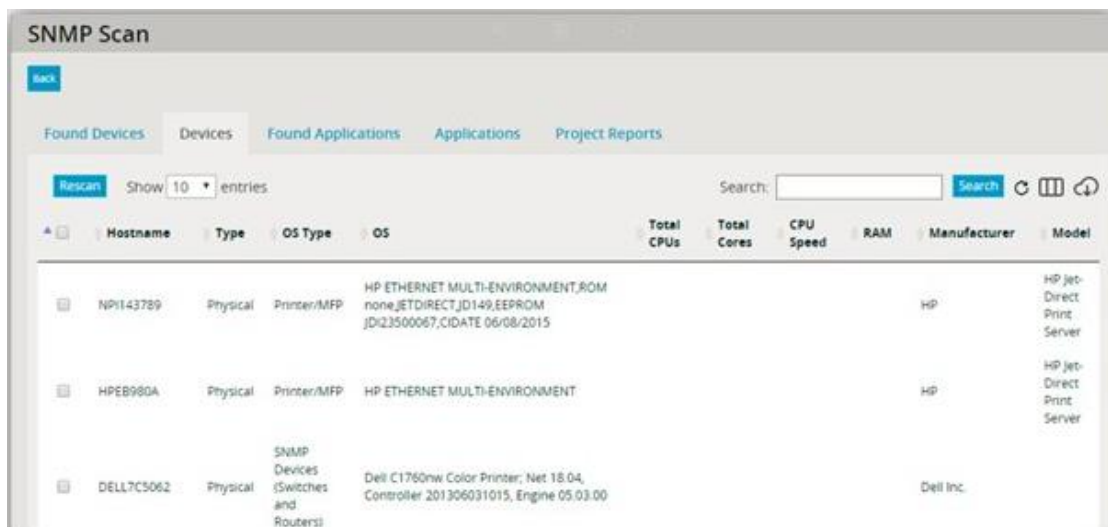 SNMP Scan
Back
Found Devices Devices Found Applications Applications Project Reports
Rescan Show 10 entries Search: Search
Hostname Type OS Type OS Total CPUs Total Cores CPU Speed RAM Manufacturer Model
NPI143789 Physical Printer/MFP HP ETHERNET MULTI-ENVIRONMENT,ROM
none,JETDIRECT,JD149,EEPROM
JDI23500067,CIDATE 06/08/2015
HP
HP Jet-
Direct
Print
Server
HPEB980A Physical Printer/MFP HP ETHERNET MULTI-ENVIRONMENT HP
HP Jet-
Direct
Print
Server
DELL7C5062 Physical
SNMP
Devices
(Switches
and
Routers)
Dell C1760nw Color Printer; Net 18.04,
Controller 201306031015, Engine 05.03.00
Dell Inc.